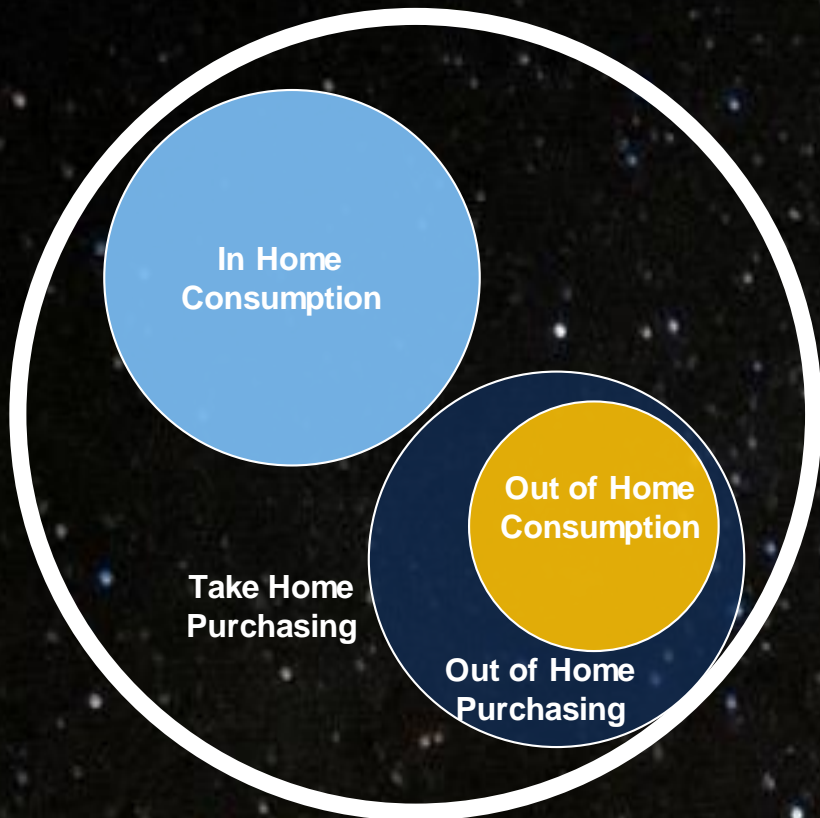 In Home
Consumption
Out of Home
Consumption
Take Home
Purchasing
Out of Home
Purchasing